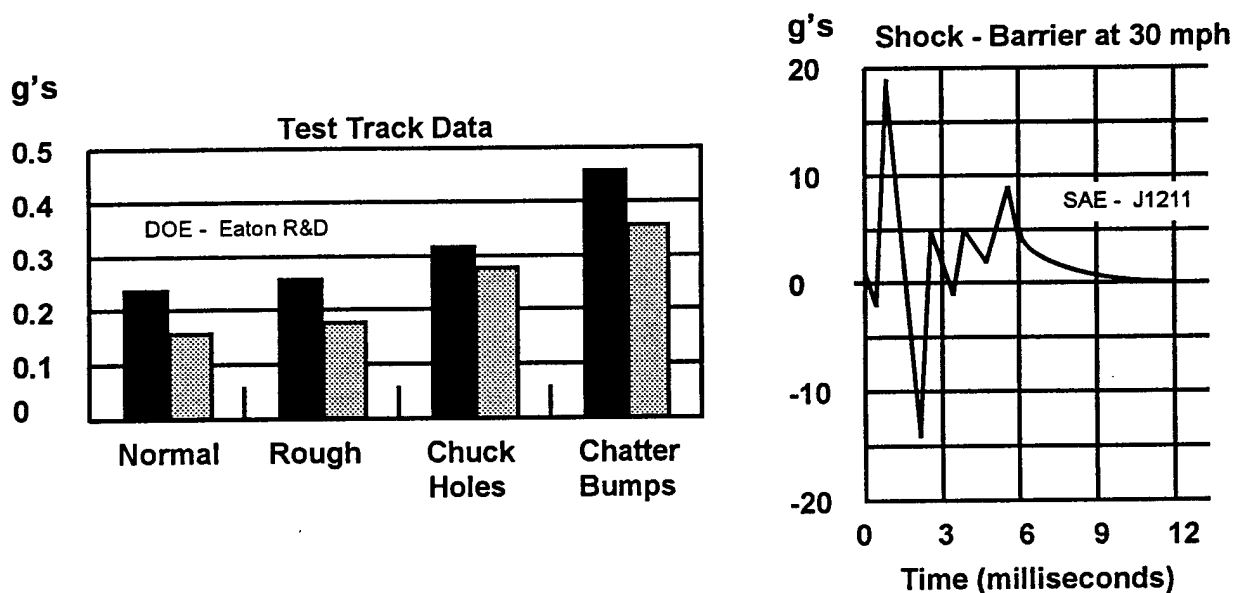 g's
Test Track Data
0.5
0.4
0.3
0.2
0.1
0
DOE - Eaton R&D
Normal
Rough
Chuck
Holes
Chatter
Bumps
g's
Shock - Barrier at 30 mph
20
10
0
-10
-20
SAE - J1211
0 3 6 9 12
Time (milliseconds)